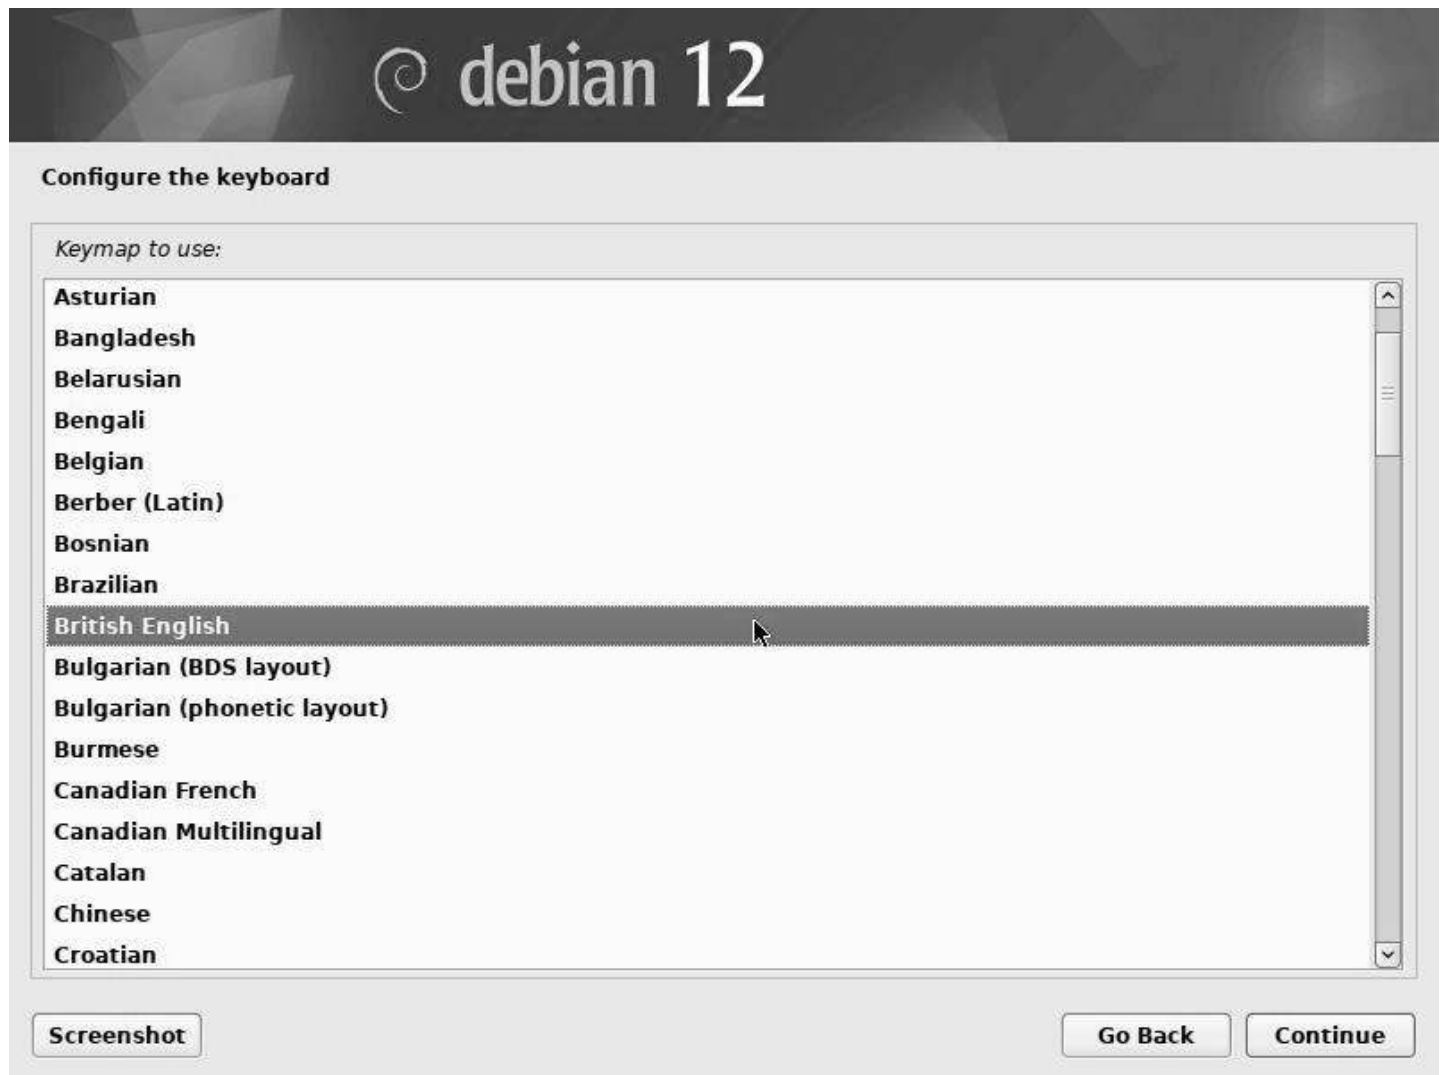 debian 12
Configure the keyboard
Keymap to use:
Asturian
Bangladesh
Belarusian
Bengali
Belgian
Berber (Latin)
Bosnian
Brazilian
British English
Bulgarian (BDS layout)
Bulgarian (phonetic layout)
Burmese
Canadian French
Canadian Multilingual
Catalan
Chinese
Croatian
Screenshot
Go Back
Continue